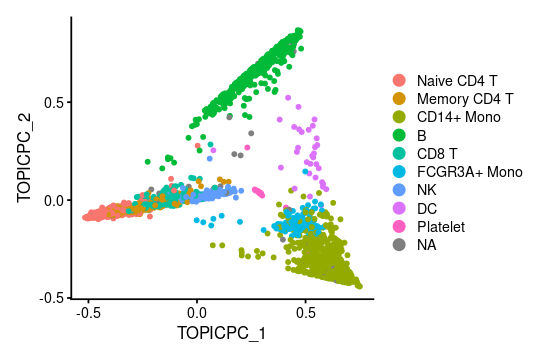 TOPICPC_2
0.5
0.0
-0.5
-0.5
0.0
0.5
TOPICPC_1
Naive CD4 T
Memory CD4 T
CD14+ Mono
B
CD8 T
FCGR3A+ Mono
NK
DC
Platelet
NA